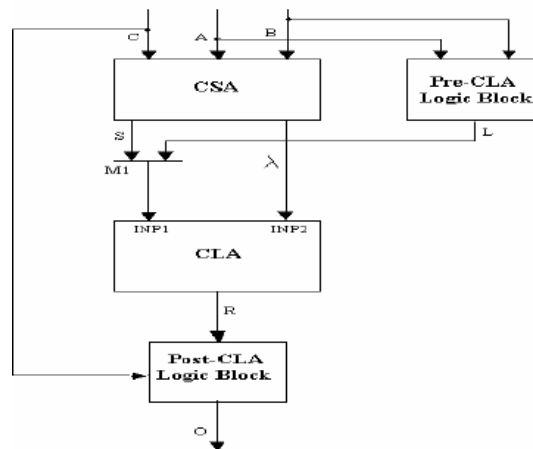 C A B
CSA
Pre-CLA
Logic Block
S L
M1 λ
INP1 INP2
CLA
R
Post-CLA
Logic Block
O